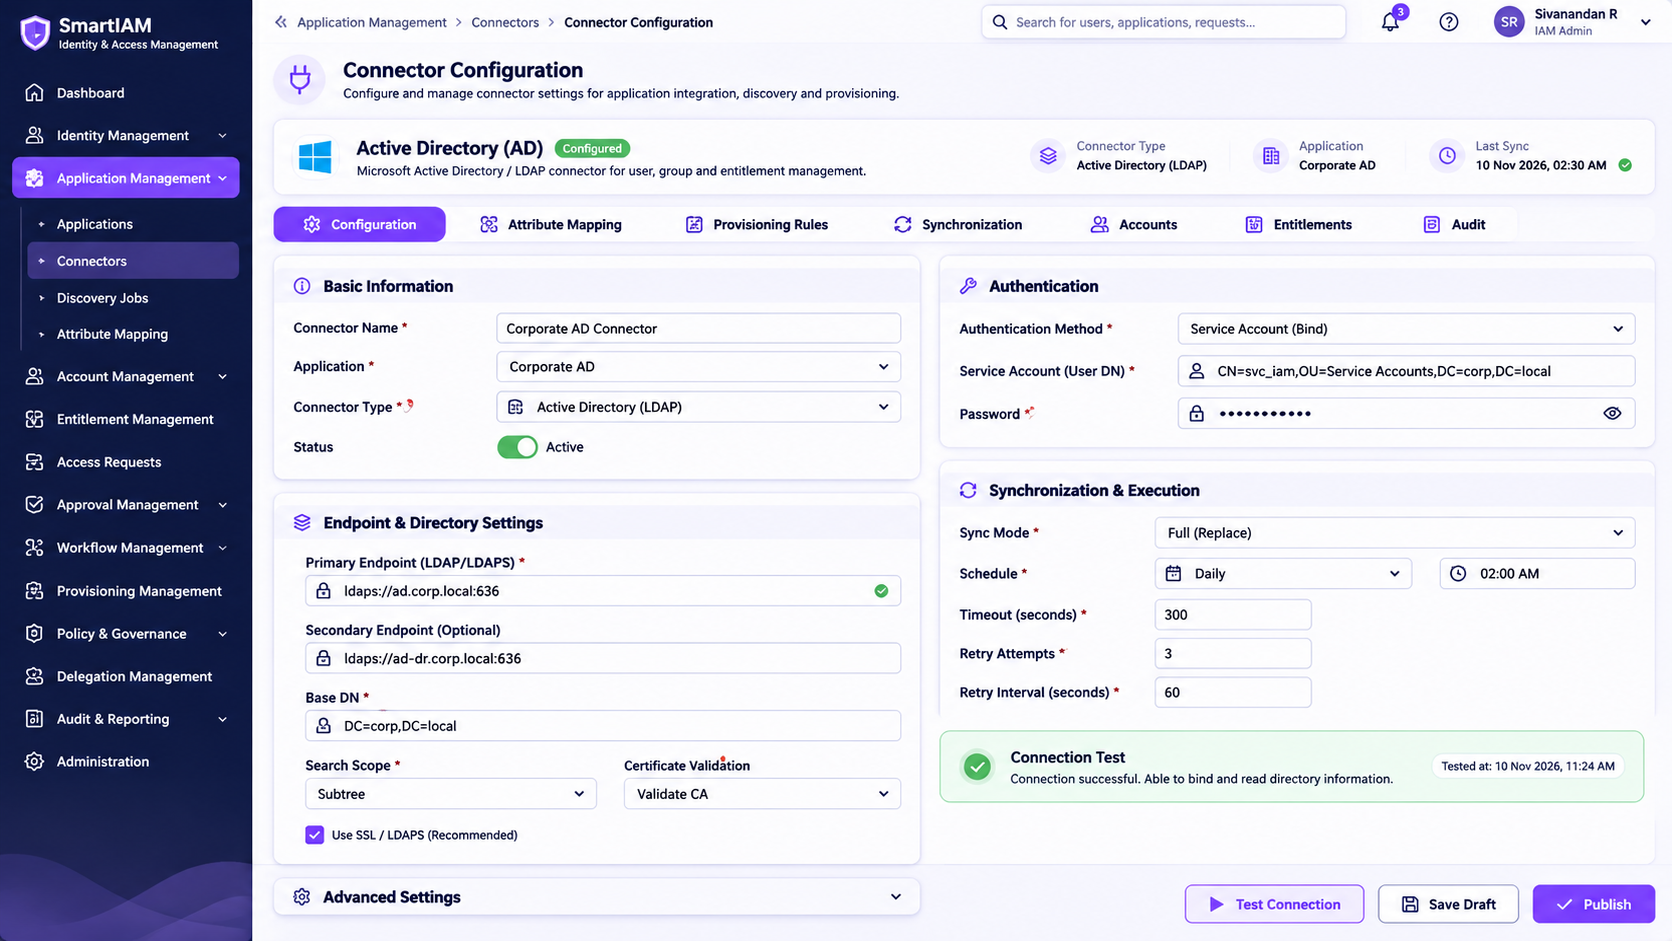 SmartIAM
Identity & Access Management
Dashboard
Identity Management
Application Management
Applications
Connectors
Discovery Jobs
Attribute Mapping
Account Management
Entitlement Management
Access Requests
Approval Management
Workflow Management
Provisioning Management
Policy & Governance
Delegation Management
Audit & Reporting
Administration
Application Management > Connectors > Connector Configuration
Search for users, applications, requests...
3
SR
Sivanandan R
IAM Admin
Connector Configuration
Configure and manage connector settings for application integration, discovery and provisioning.
Active Directory (AD) Configured
Microsoft Active Directory / LDAP connector for user, group and entitlement management.
Connector Type
Active Directory (LDAP)
Application
Corporate AD
Last Sync
10 Nov 2026, 02:30 AM
Configuration
Attribute Mapping
Provisioning Rules
Synchronization
Accounts
Entitlements
Audit
Basic Information
Connector Name * Corporate AD Connector
Application * Corporate AD
Connector Type * Active Directory (LDAP)
Status Active
Endpoint & Directory Settings
Primary Endpoint (LDAP/LDAPS) *
ldaps://ad.corp.local:636
Secondary Endpoint (Optional)
ldaps://ad-dr.corp.local:636
Base DN *
DC=corp,DC=local
Search Scope *
Subtree
Certificate Validation
Validate CA
Use SSL / LDAPS (Recommended)
Advanced Settings
Authentication
Authentication Method * Service Account (Bind)
Service Account (User DN) * CN=svc_iam,OU=Service Accounts,DC=corp,DC=local
Password * •••••••••••
Synchronization & Execution
Sync Mode * Full (Replace)
Schedule * Daily 02:00 AM
Timeout (seconds) * 300
Retry Attempts * 3
Retry Interval (seconds) * 60
Connection Test
Connection successful. Able to bind and read directory information.
Tested at: 10 Nov 2026, 11:24 AM
Test Connection
Save Draft
Publish